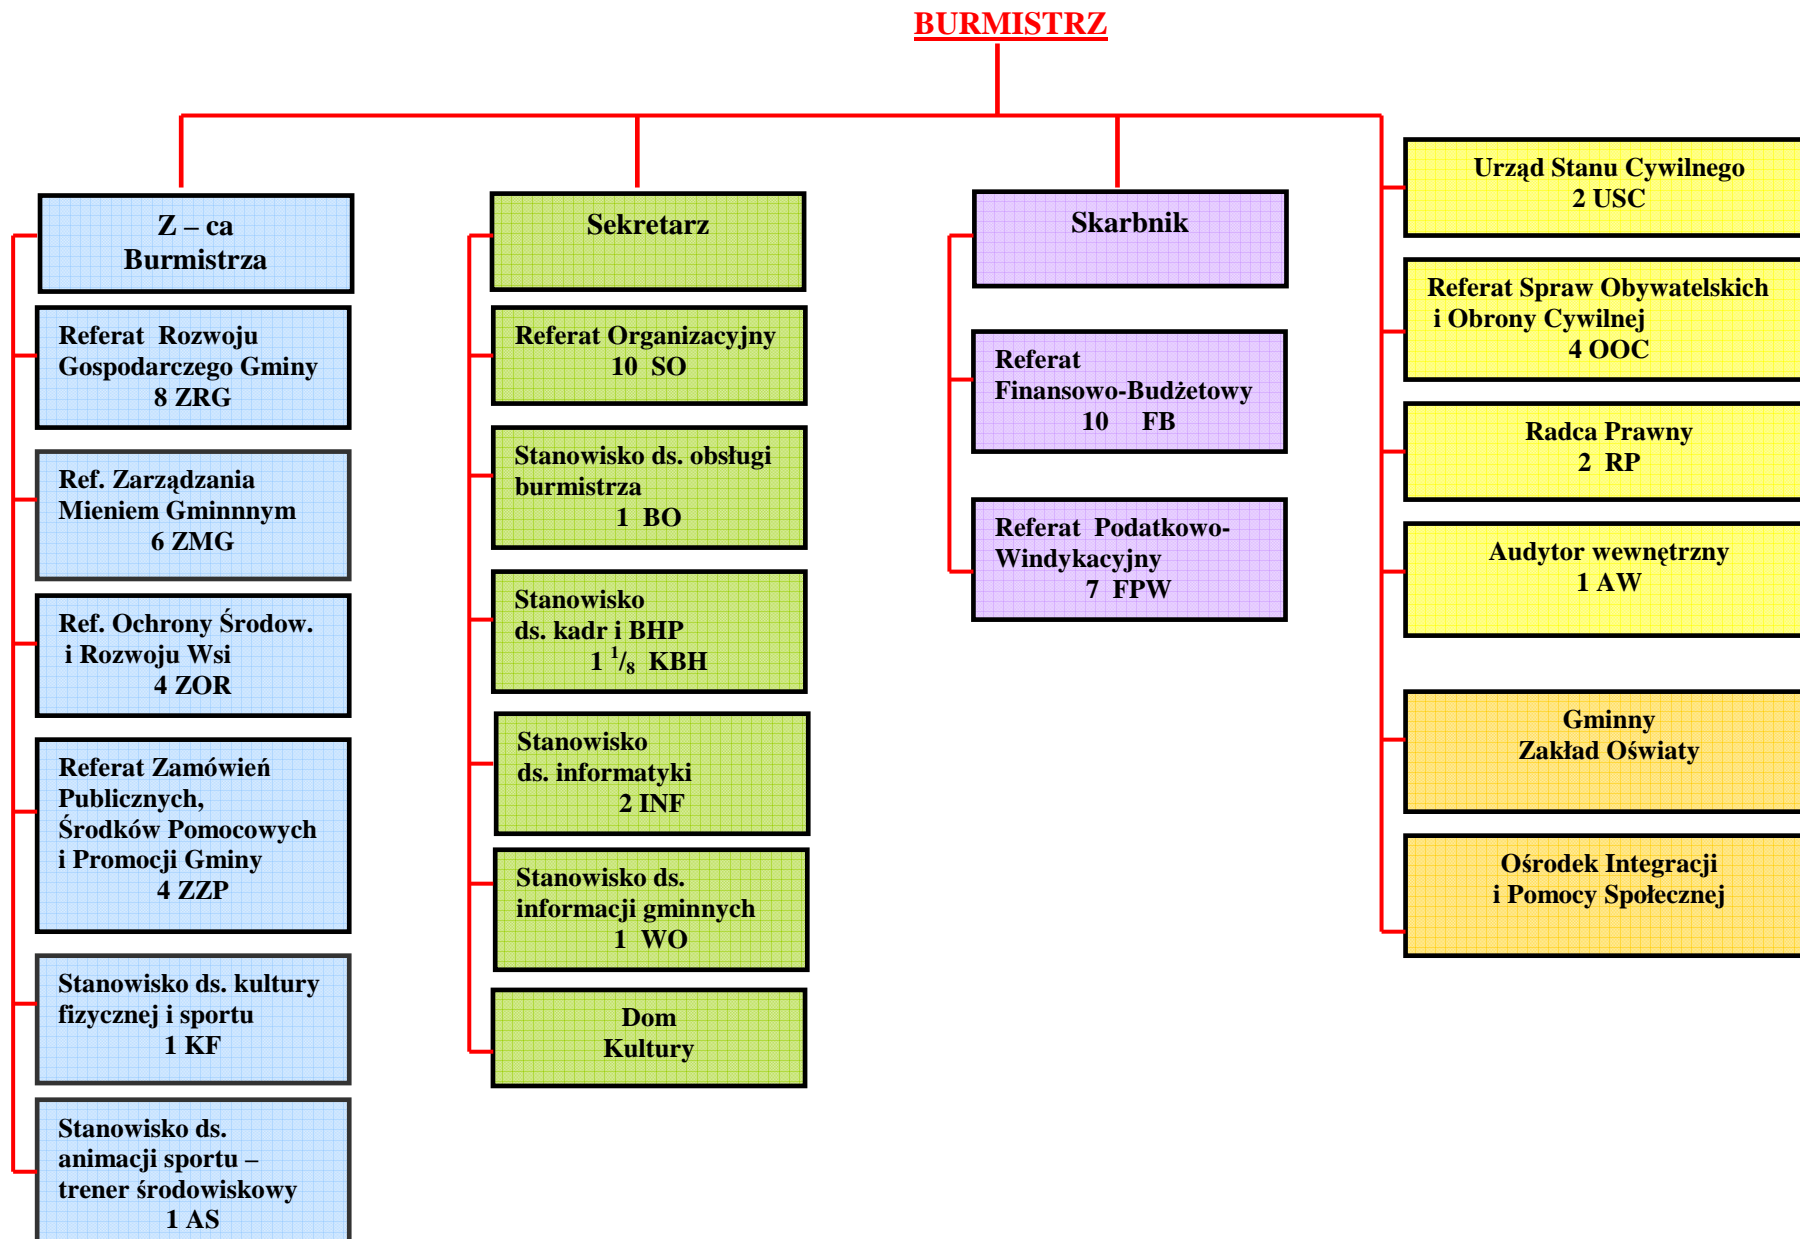 BURMISTRZ
Z – ca
Burmistrza
Referat Rozwoju
Gospodarczego Gminy
8 ZRG
Ref. Zarządzania
Mieniem Gminnnym
6 ZMG
Ref. Ochrony Środow.
i Rozwoju Wsi
4 ZOR
Referat Zamówień
Publicznych,
Środków Pomocowych
i Promocji Gminy
4 ZZP
Stanowisko ds. kultury
fizycznej i sportu
1 KF
Stanowisko ds.
animacji sportu –
trener środowiskowy
1 AS
Sekretarz
Referat Organizacyjny
10 SO
Stanowisko ds. obsługi
burmistrza
1 BO
Stanowisko
ds. kadr i BHP
1 1/8 KBH
Stanowisko
ds. informatyki
2 INF
Stanowisko ds.
informacji gminnych
1 WO
Dom
Kultury
Skarbnik
Referat
Finansowo-Budżetowy
10 FB
Referat Podatkowo-
Windykacyjny
7 FPW
Urząd Stanu Cywilnego
2 USC
Referat Spraw Obywatelskich
i Obrony Cywilnej
4 OOC
Radca Prawny
2 RP
Audytor wewnętrzny
1 AW
Gminny
Zakład Oświaty
Ośrodek Integracji
i Pomocy Społecznej